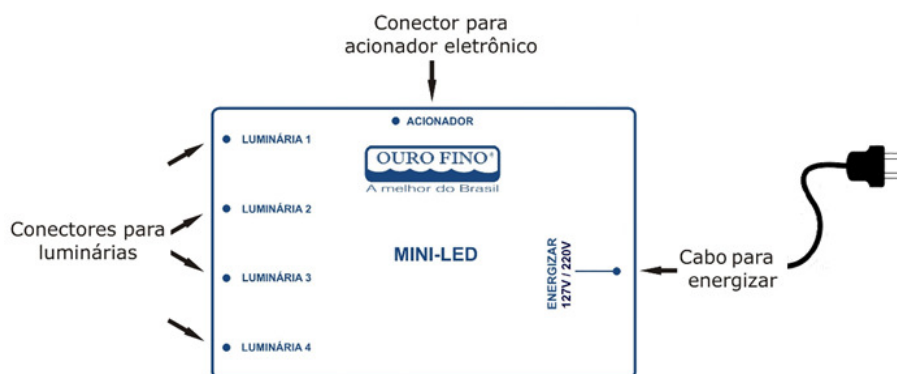 Conector para
acionador eletrônico
ACIONADOR
LUMINÁRIA 1
OURO FINO®
A melhor do Brasil
LUMINÁRIA 2
Conectores para
luminárias
MINI-LED
ENERGIZAR
127V / 220V
Cabo para
energizar
LUMINÁRIA 3
LUMINÁRIA 4